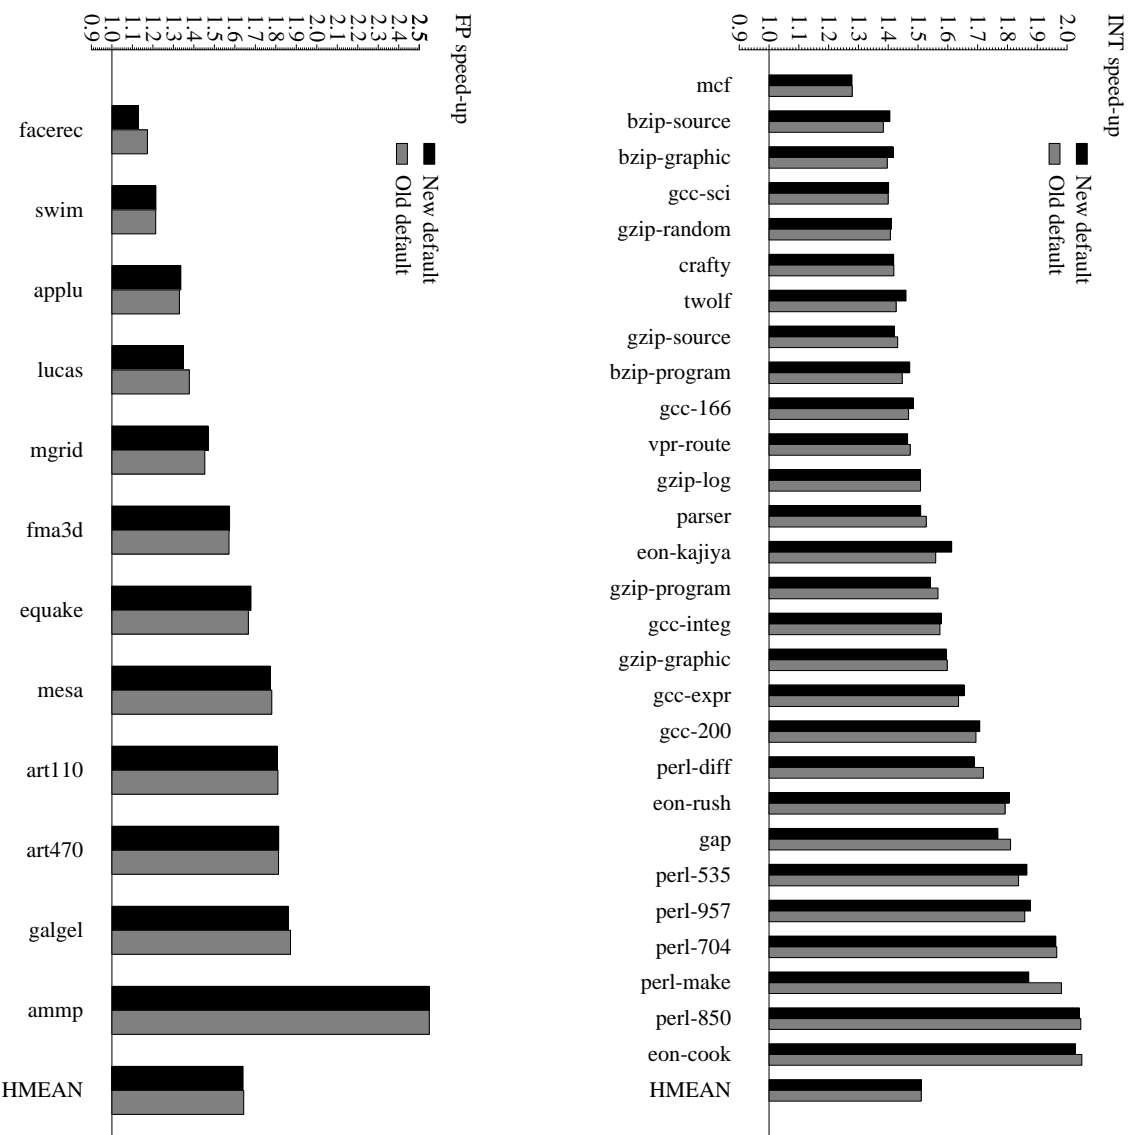 FP speed-up
2.5
2.4
2.3
2.2
2.1
2.0
1.9
1.8
1.7
1.6
1.5
1.4
1.3
1.2
1.1
1.0
0.9
New default
Old default
facerec
swim
applu
lucas
mgrid
fma3d
equake
mesa
art110
art470
galgel
ammp
HMEAN
INT speed-up
2.0
1.9
1.8
1.7
1.6
1.5
1.4
1.3
1.2
1.1
1.0
0.9
New default
Old default
mcf
bzip-source
bzip-graphic
gcc-sci
gzip-random
crafty
twolf
gzip-source
bzip-program
gcc-166
vpr-route
gzip-log
parser
eon-kajiya
gzip-program
gcc-integ
gzip-graphic
gcc-expr
gcc-200
perl-diff
eon-rush
gap
perl-535
perl-957
perl-704
perl-make
perl-850
eon-cook
HMEAN